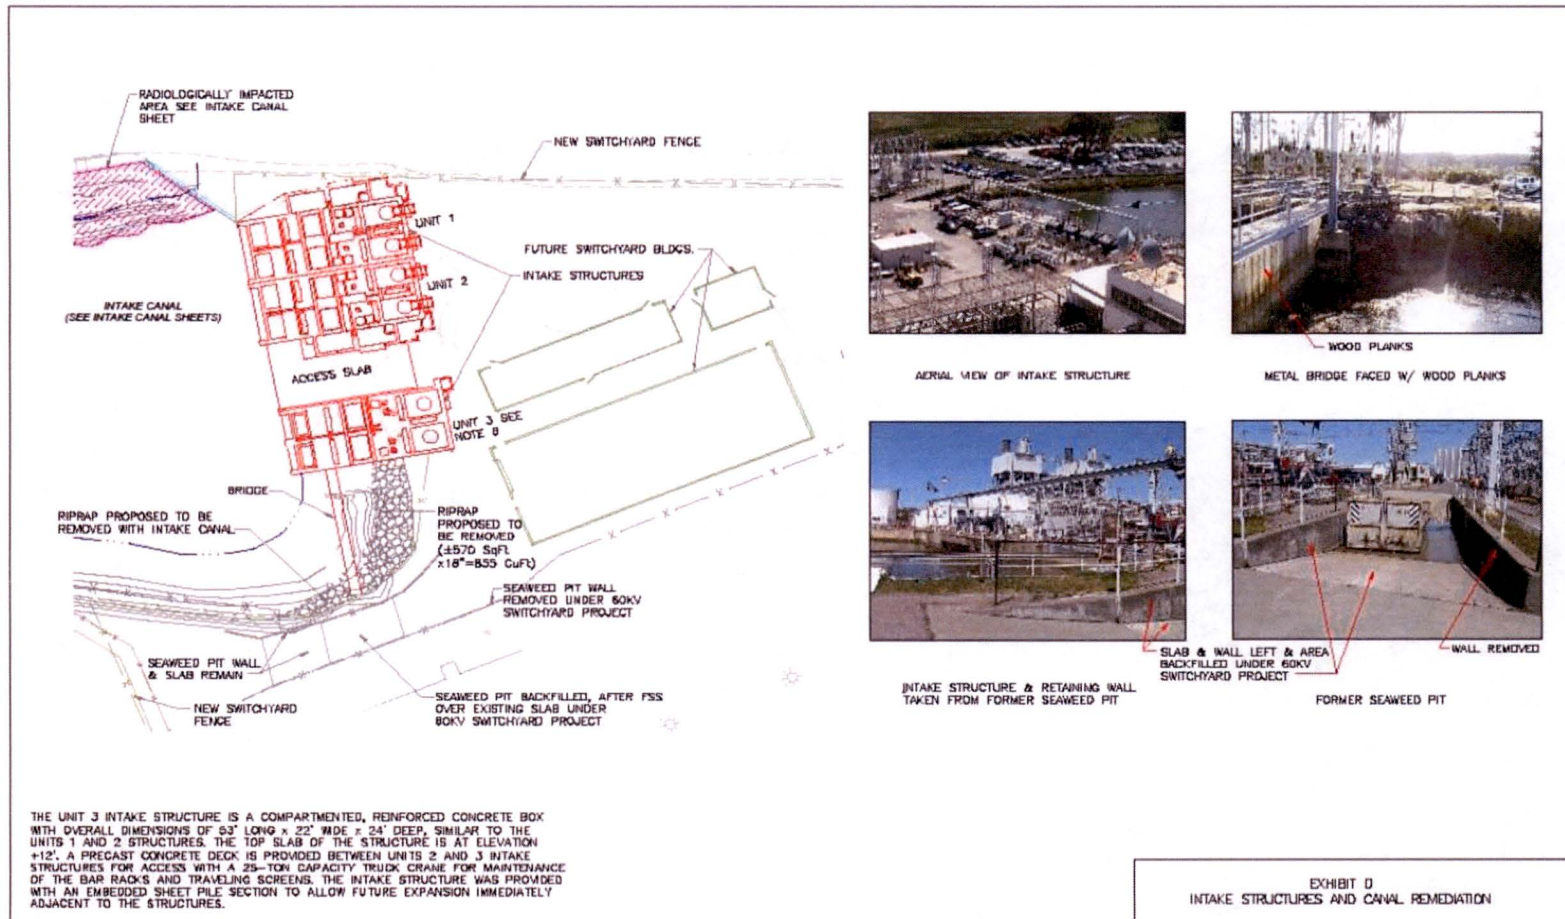 RADIOLOGICALLY IMPACTED
AREA SEE INTAKE CANAL
SHEET
NEW SWITCHYARD FENCE
UNIT 1
FUTURE SWITCHYARD BLDGS.
INTAKE STRUCTURES
UNIT 2
INTAKE CANAL
(SEE INTAKE CANAL SHEETS)
ACCESS SLAB
UNIT 3 SEE
NOTE 8
BRIDGE
RIPRAP PROPOSED TO BE
REMOVED WITH INTAKE CANAL
RIPRAP
PROPOSED TO
BE REMOVED
(±570 SqFt
x18"=855 CuFt)
SEAWEED PIT WALL
REMOVED UNDER 60KV
SWITCHYARD PROJECT
SEAWEED PIT WALL
& SLAB REMAIN
NEW SWITCHYARD
FENCE
SEAWEED PIT BACKFILLED, AFTER FSS
OVER EXISTING SLAB UNDER
60KV SWITCHYARD PROJECT
AERIAL VIEW OF INTAKE STRUCTURE
WOOD PLANKS
METAL BRIDGE FACED W/ WOOD PLANKS
SLAB & WALL LEFT & AREA
BACKFILLED UNDER 60KV
SWITCHYARD PROJECT
WALL REMOVED
INTAKE STRUCTURE & RETAINING WALL
TAKEN FROM FORMER SEAWEED PIT
FORMER SEAWEED PIT
THE UNIT 3 INTAKE STRUCTURE IS A COMPARTMENTED, REINFORCED CONCRETE BOX
WITH OVERALL DIMENSIONS OF 53' LONG x 22' WIDE x 24' DEEP, SIMILAR TO THE
UNITS 1 AND 2 STRUCTURES. THE TOP SLAB OF THE STRUCTURE IS AT ELEVATION
+12'. A PRECAST CONCRETE DECK IS PROVIDED BETWEEN UNITS 2 AND 3 INTAKE
STRUCTURES FOR ACCESS WITH A 25-TON CAPACITY TRUCK CRANE FOR MAINTENANCE
OF THE BAR RACKS AND TRAVELING SCREENS. THE INTAKE STRUCTURE WAS PROVIDED
WITH AN EMBEDDED SHEET PILE SECTION TO ALLOW FUTURE EXPANSION IMMEDIATELY
ADJACENT TO THE STRUCTURES.
EXHIBIT D
INTAKE STRUCTURES AND CANAL REMEDIATION